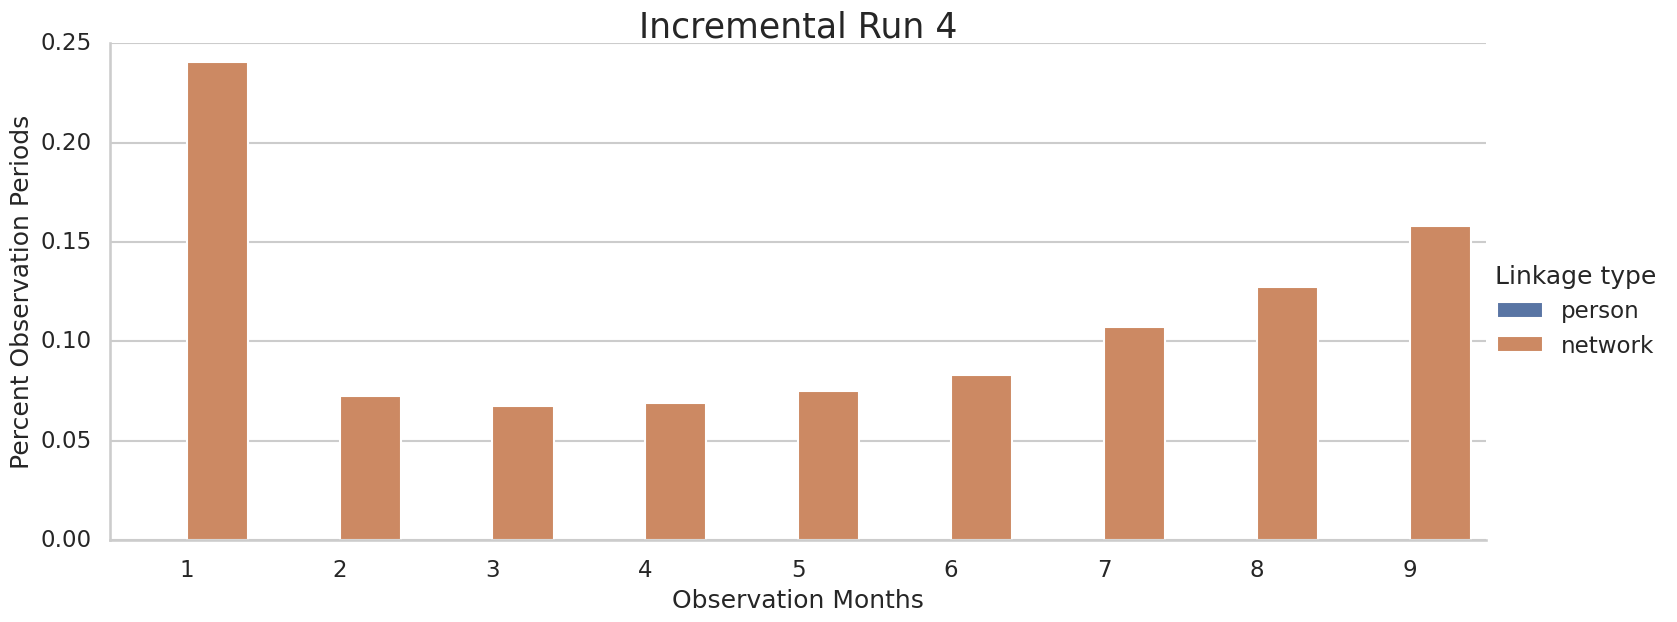 Incremental Run 4
0.25
0.20
0.15
0.10
0.05
0.00
Percent Observation Periods
1 2 3 4 5 6 7 8 9
Observation Months
Linkage type
person
network